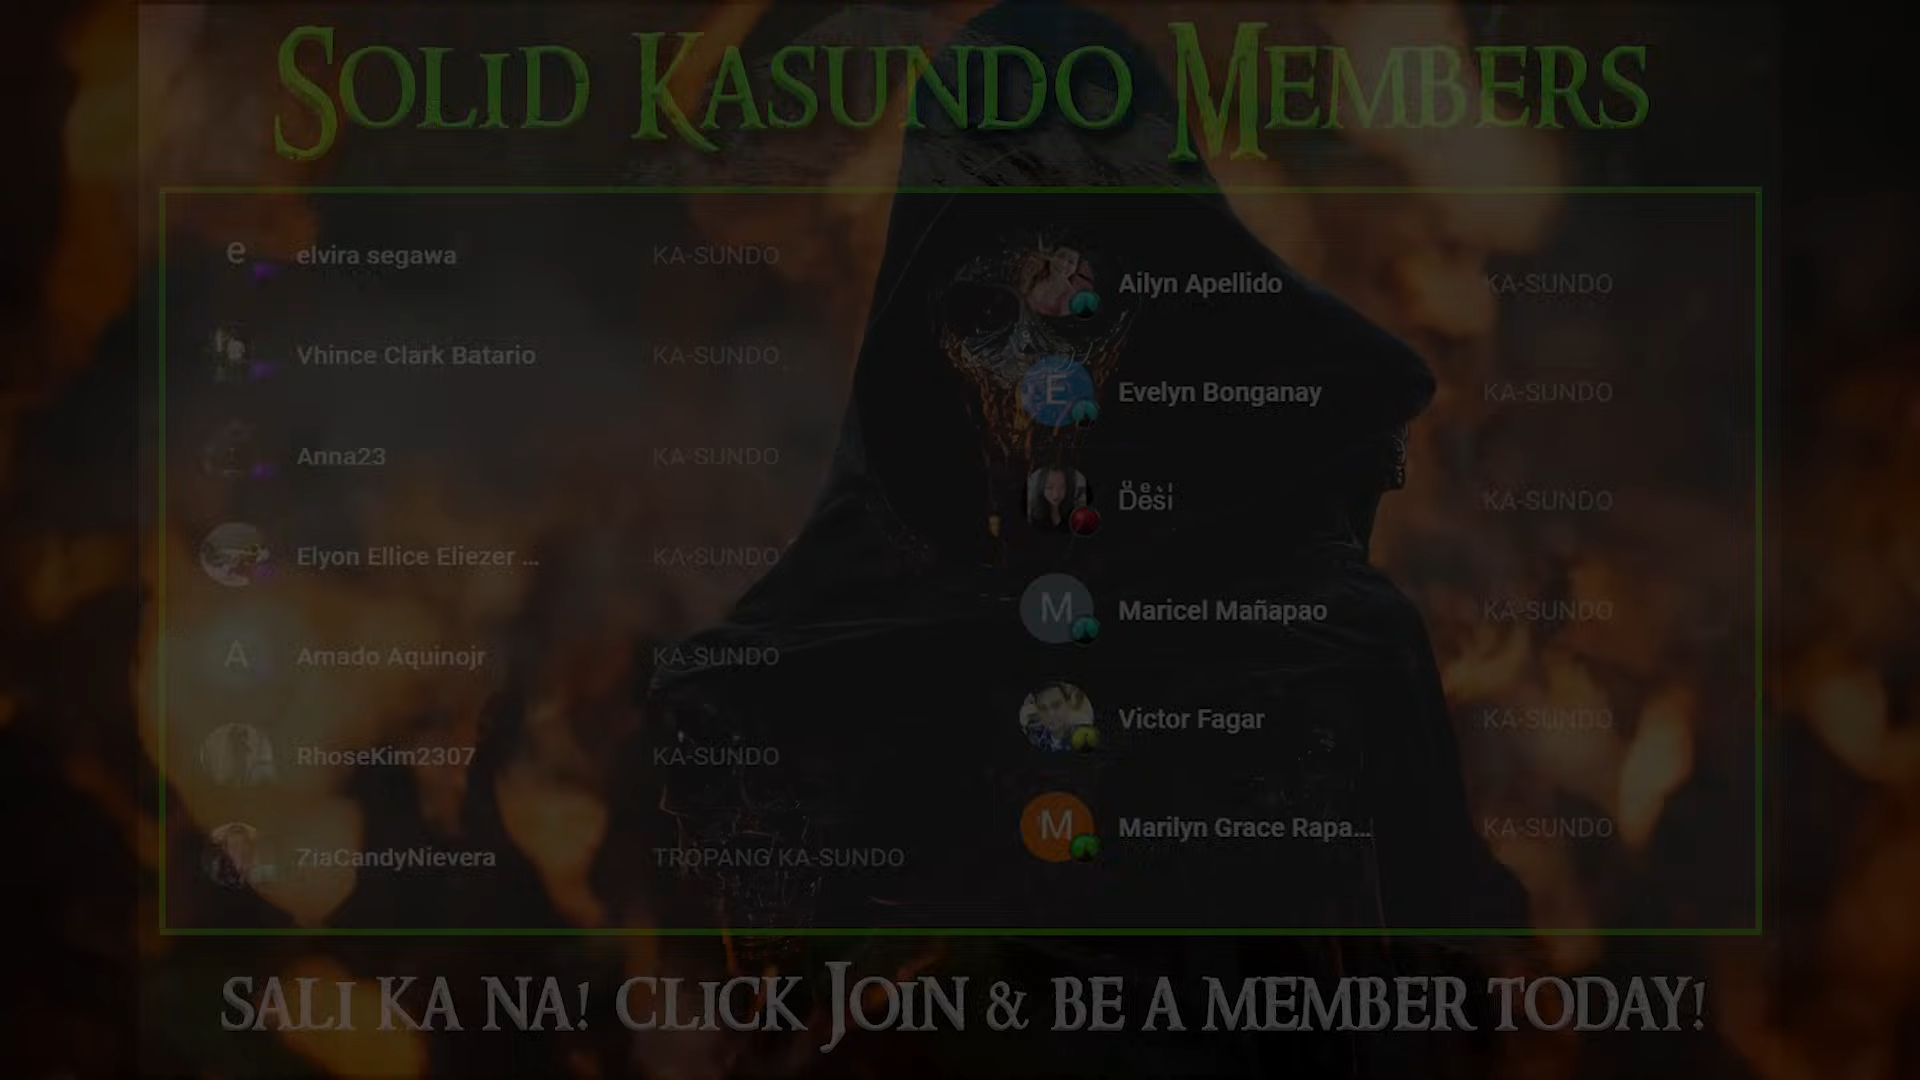 SOLID KASUNDO MEMBERS
e elvira segawa KA-SUNDO
Vhince Clark Batario KA-SUNDO
Anna23 KA-SUNDO
Elyon Ellice Eliezer ... KA-SUNDO
A Amado Aquinojr KA-SUNDO
RhoseKim2307 KA-SUNDO
ZiaCandyNievera TROPANG KA-SUNDO
Ailyn Apellido KA-SUNDO
E Evelyn Bonganay KA-SUNDO
KA-SUNDO
M Maricel Mañapao KA-SUNDO
Victor Fagar KA-SUNDO
M Marilyn Grace Rapa... KA-SUNDO
SALI KA NA! CLICK JOIN & BE A MEMBER TODAY!